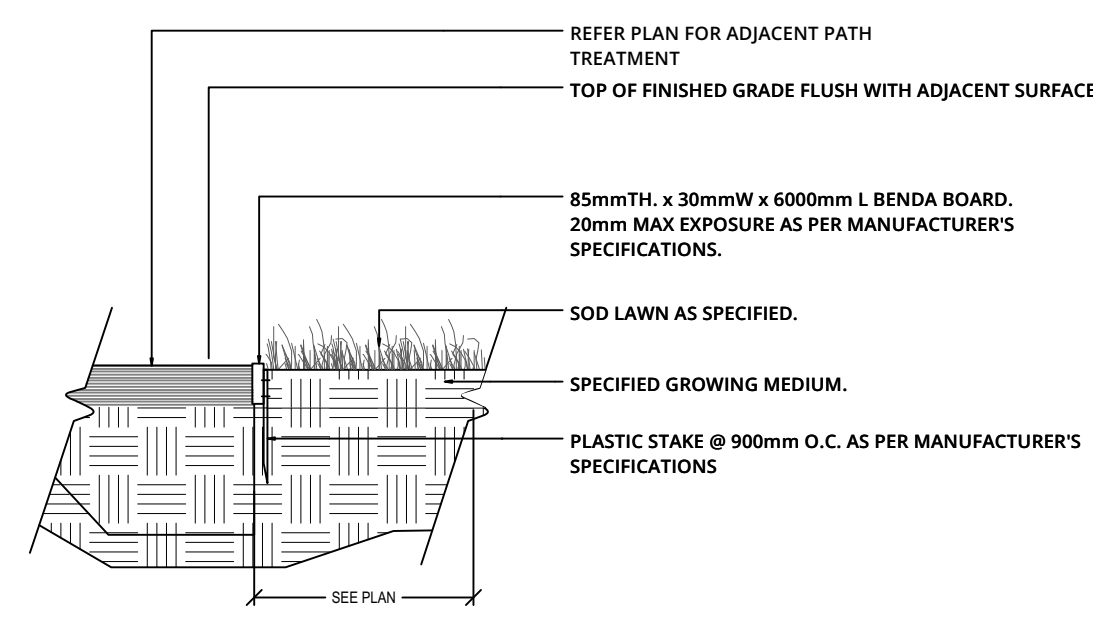 REFER PLAN FOR ADJACENT PATH
TREATMENT
TOP OF FINISHED GRADE FLUSH WITH ADJACENT SURFACE
85mmTH. x 30mmW x 6000mm L BENDA BOARD.
20mm MAX EXPOSURE AS PER MANUFACTURER'S
SPECIFICATIONS.
SOD LAWN AS SPECIFIED.
SPECIFIED GROWING MEDIUM.
PLASTIC STAKE @ 900mm O.C. AS PER MANUFACTURER'S
SPECIFICATIONS
SEE PLAN